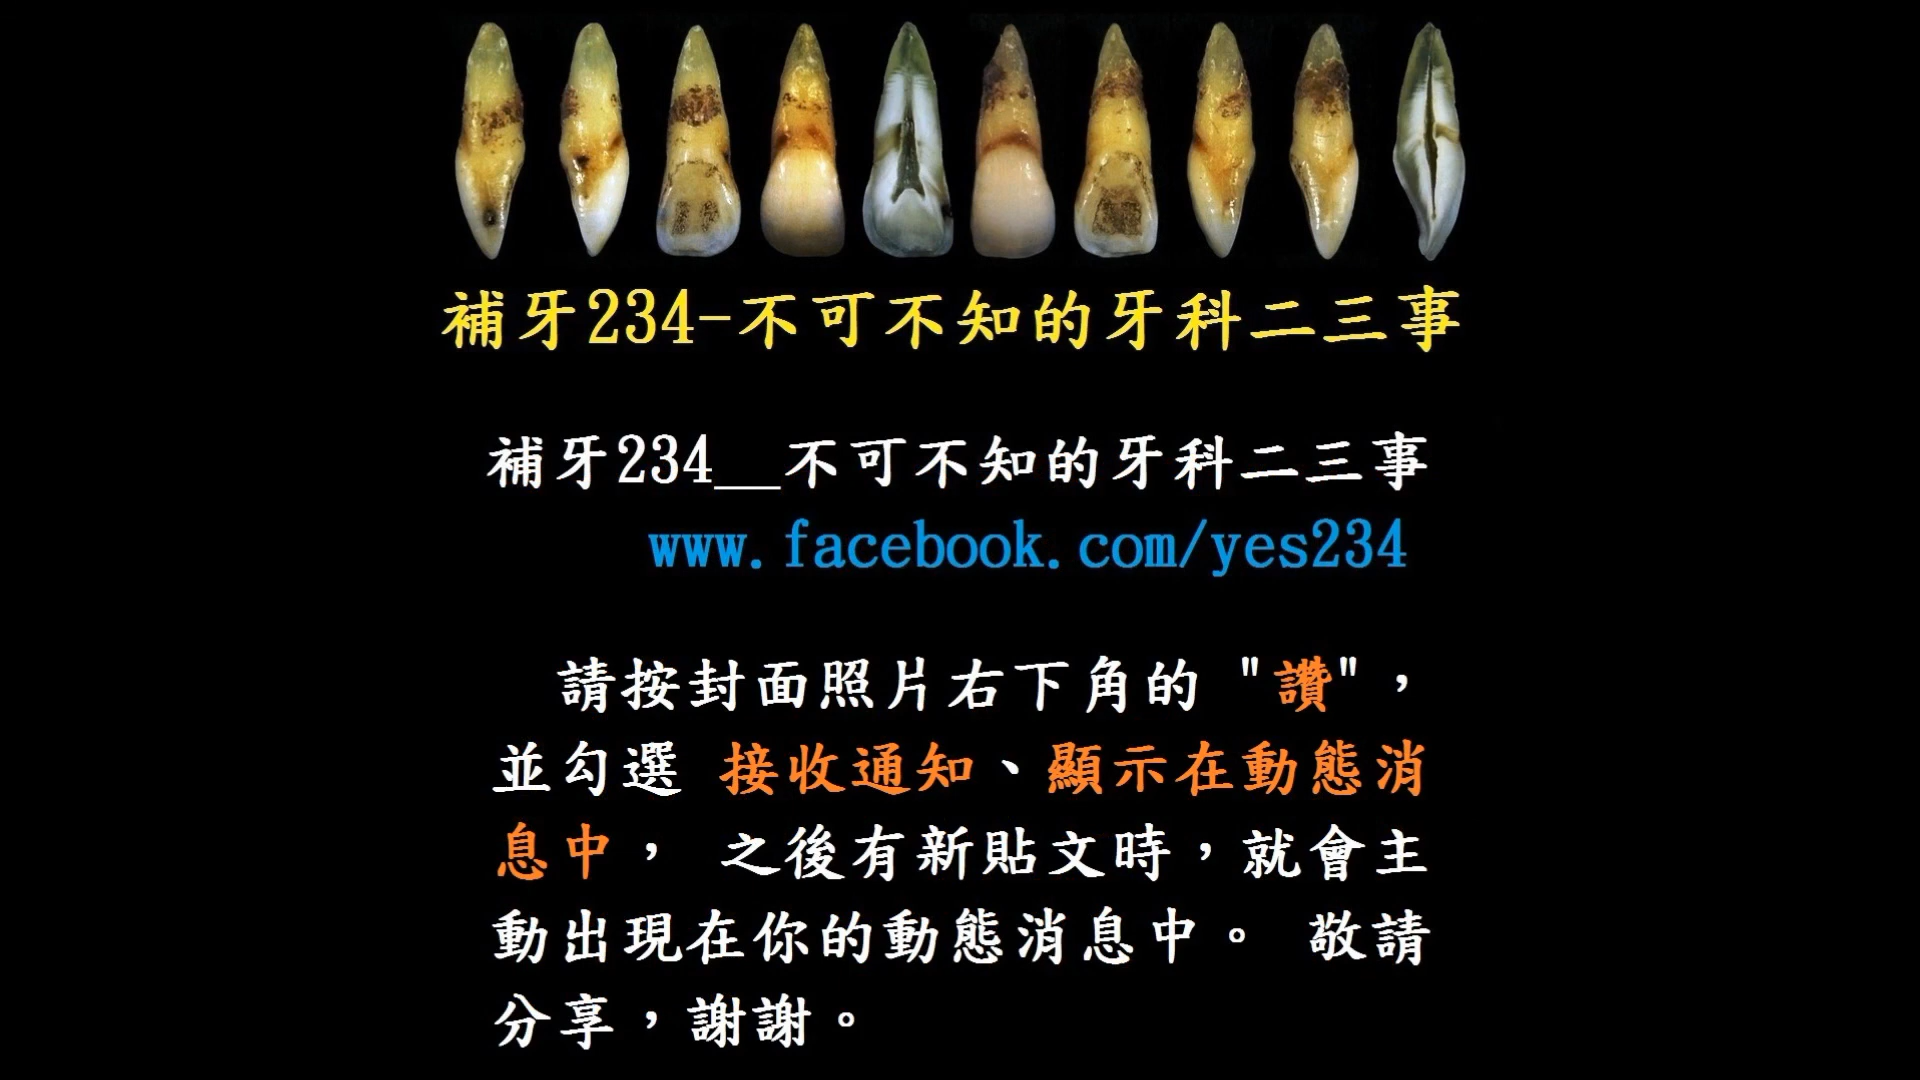 補牙234-不可不知的牙科二三事
補牙234__不可不知的牙科二三事
www.facebook.com/yes234
請按封面照片右下角的 "讚"，
並勾選 接收通知、顯示在動態消
息中， 之後有新貼文時，就會主
動出現在你的動態消息中。 敬請
分享，謝謝。